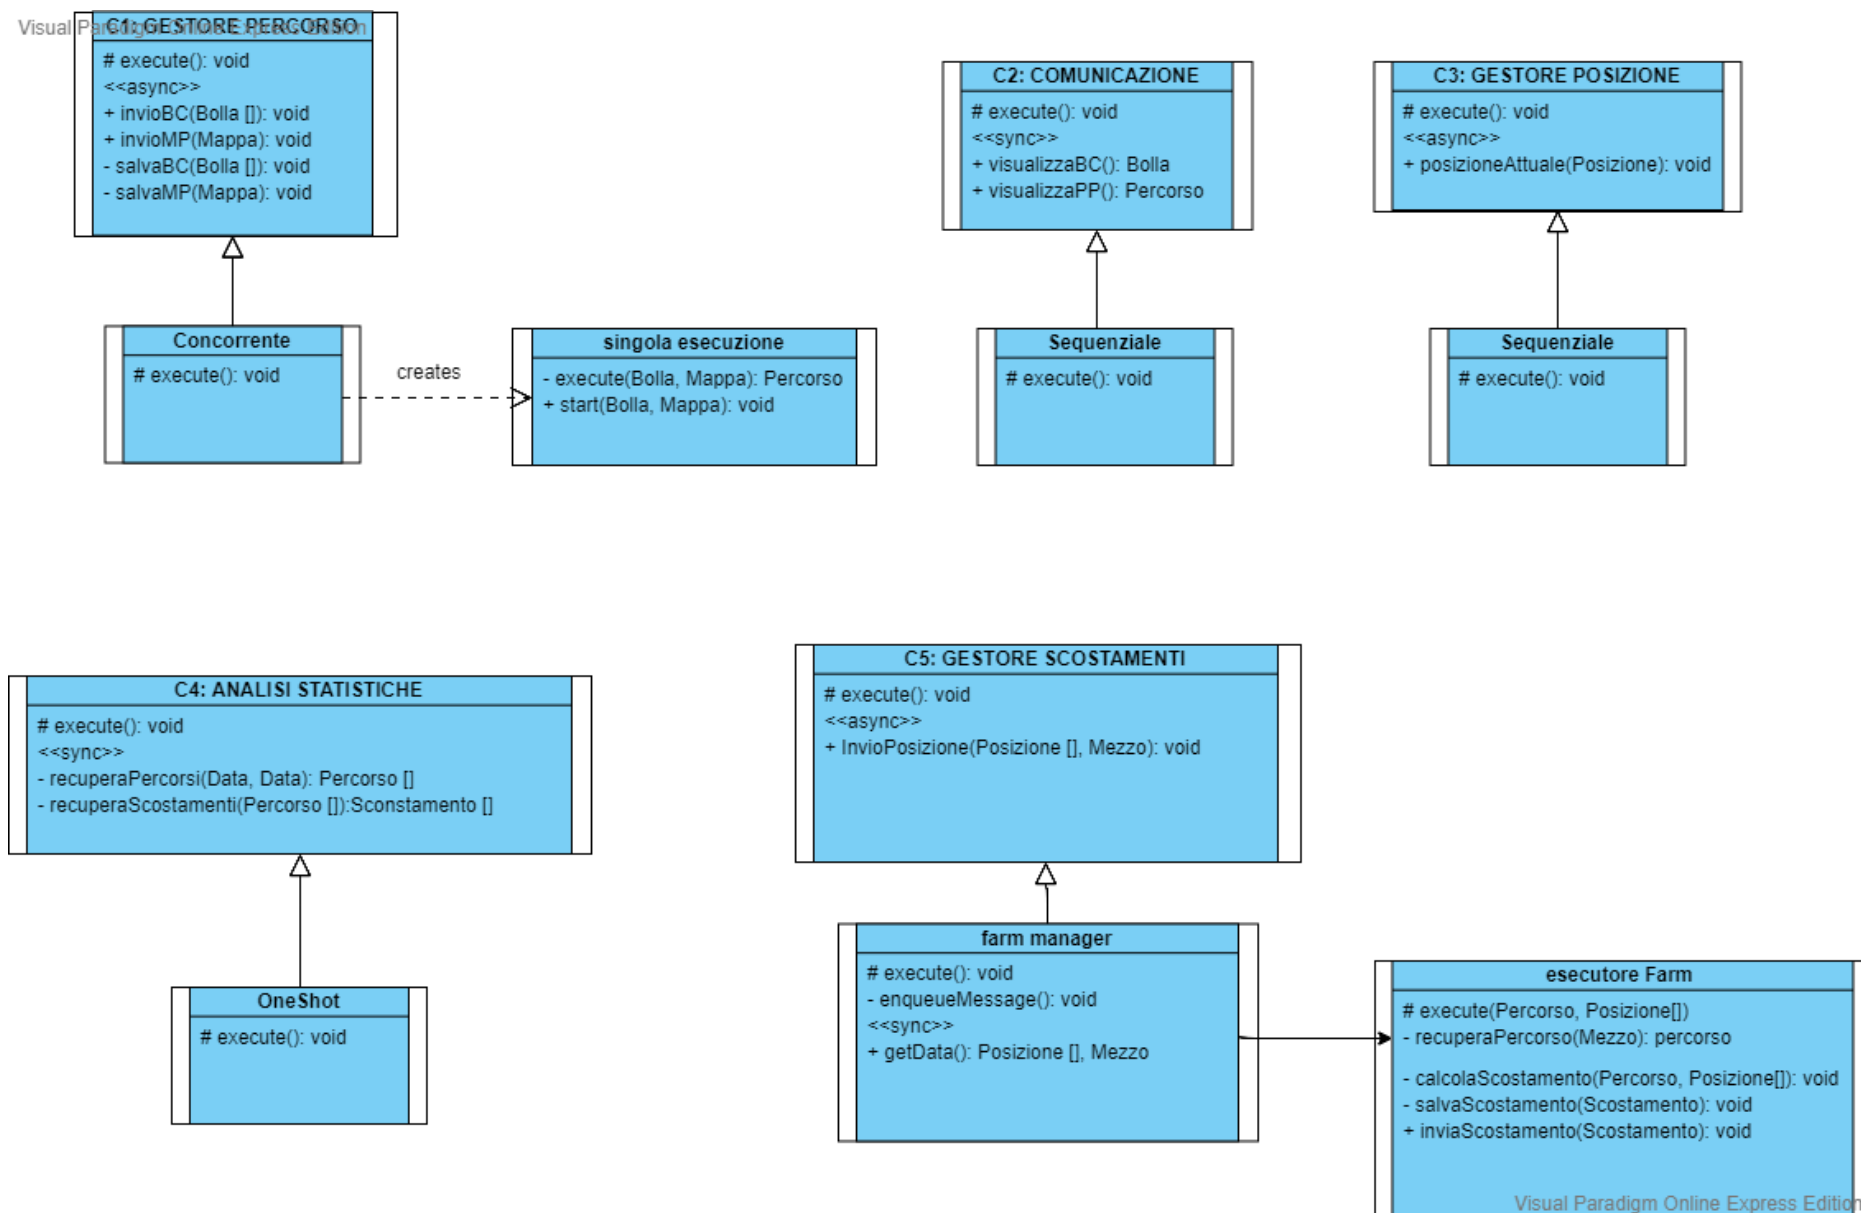 Visual Paradigm Online Express Edition
C1: GESTORE PERCORSO
# execute(): void
<<async>>
+ invioBC(Bolla []): void
+ invioMP(Mappa): void
- salvaBC(Bolla []): void
- salvaMP(Mappa): void
C2: COMUNICAZIONE
# execute(): void
<<sync>>
+ visualizzaBC(): Bolla
+ visualizzaPP(): Percorso
C3: GESTORE POSIZIONE
# execute(): void
<<async>>
+ posizioneAttuale(Posizione): void
Concorrente
# execute(): void
creates
singola esecuzione
- execute(Bolla, Mappa): Percorso
+ start(Bolla, Mappa): void
Sequenziale
# execute(): void
Sequenziale
# execute(): void
C4: ANALISI STATISTICHE
# execute(): void
<<sync>>
- recuperaPercorsi(Data, Data): Percorso []
- recuperaScostamenti(Percorso []):Sconstamento []
C5: GESTORE SCOSTAMENTI
# execute(): void
<<async>>
+ InvioPosizione(Posizione [], Mezzo): void
OneShot
# execute(): void
farm manager
# execute(): void
- enqueueMessage(): void
<<sync>>
+ getData(): Posizione [], Mezzo
esecutore Farm
# execute(Percorso, Posizione[])
- recuperaPercorso(Mezzo): percorso
- calcolaScostamento(Percorso, Posizione[]): void
- salvaScostamento(Scostamento): void
+ inviaScostamento(Scostamento): void
Visual Paradigm Online Express Edition